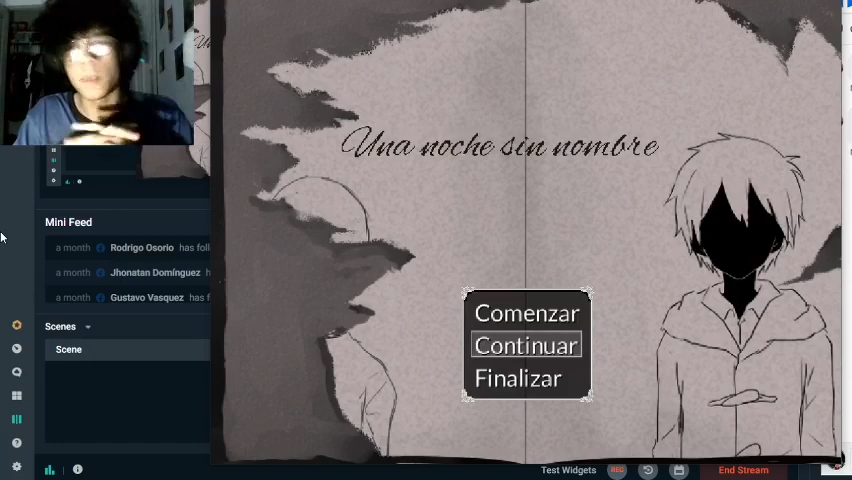 Una noche sin nombre
Comenzar
Continuar
Finalizar
Mini Feed
a month Rodrigo Osorio has foll
a month Jhonatan Domínguez
a month Gustavo Vasquez has f
Scenes
Scene
Test Widgets
REC
End Stream